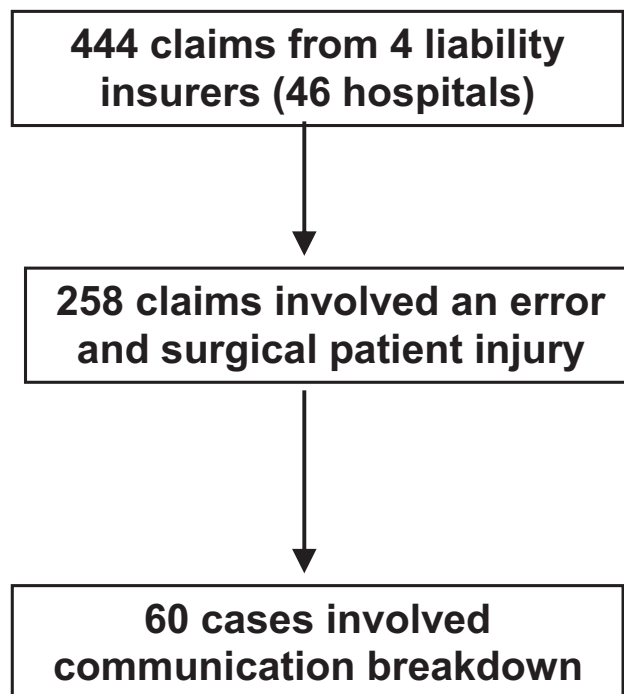 444 claims from 4 liability
insurers (46 hospitals)
258 claims involved an error
and surgical patient injury
60 cases involved
communication breakdown